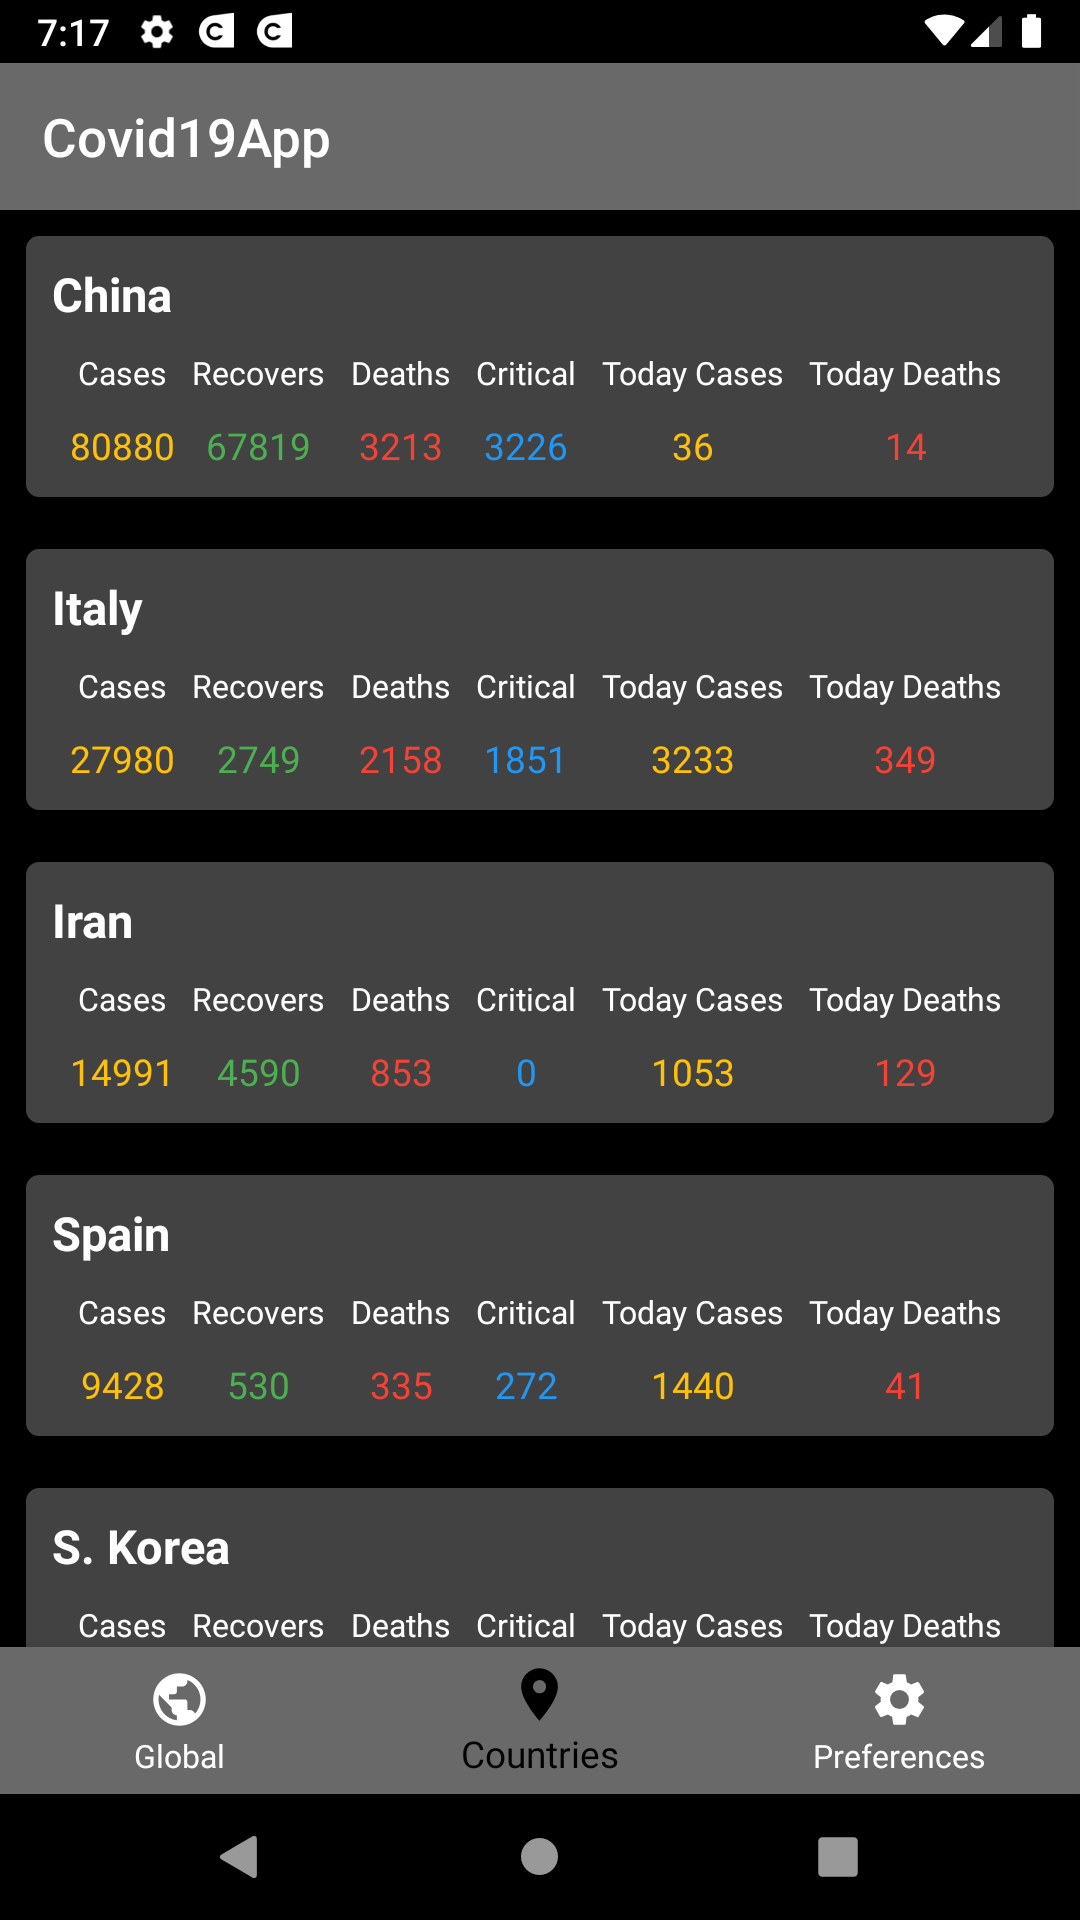 7:17
Covid19App
China
Cases Recovers Deaths Critical Today Cases Today Deaths
80880 67819 3213 3226 36 14
Italy
Cases Recovers Deaths Critical Today Cases Today Deaths
27980 2749 2158 1851 3233 349
Iran
Cases Recovers Deaths Critical Today Cases Today Deaths
14991 4590 853 0 1053 129
Spain
Cases Recovers Deaths Critical Today Cases Today Deaths
9428 530 335 272 1440 41
S. Korea
Cases Recovers Deaths Critical Today Cases Today Deaths
Global Countries Preferences